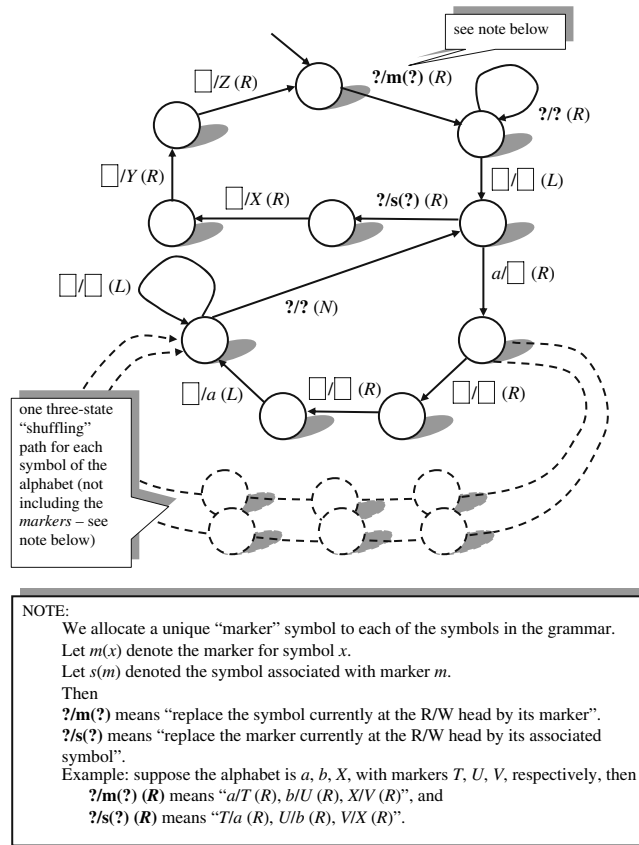 see note below
□/Z (R)
?/m(?) (R)
?/? (R)
□/Y (R)
□/□ (L)
□/X (R)
?/s(?) (R)
a/□ (R)
□/□ (L)
?/? (N)
□/a (L)
□/□ (R)
□/□ (R)
one three-state
“shuffling”
path for each
symbol of the
alphabet (not
including the
markers – see
note below)
NOTE:
We allocate a unique “marker” symbol to each of the symbols in the grammar.
Let m(x) denote the marker for symbol x.
Let s(m) denoted the symbol associated with marker m.
Then
?/m(?) means “replace the symbol currently at the R/W head by its marker”.
?/s(?) means “replace the marker currently at the R/W head by its associated
symbol”.
Example: suppose the alphabet is a, b, X, with markers T, U, V, respectively, then
?/m(?) (R) means “a/T (R), b/U (R), X/V (R)”, and
?/s(?) (R) means “T/a (R), U/b (R), V/X (R)”.